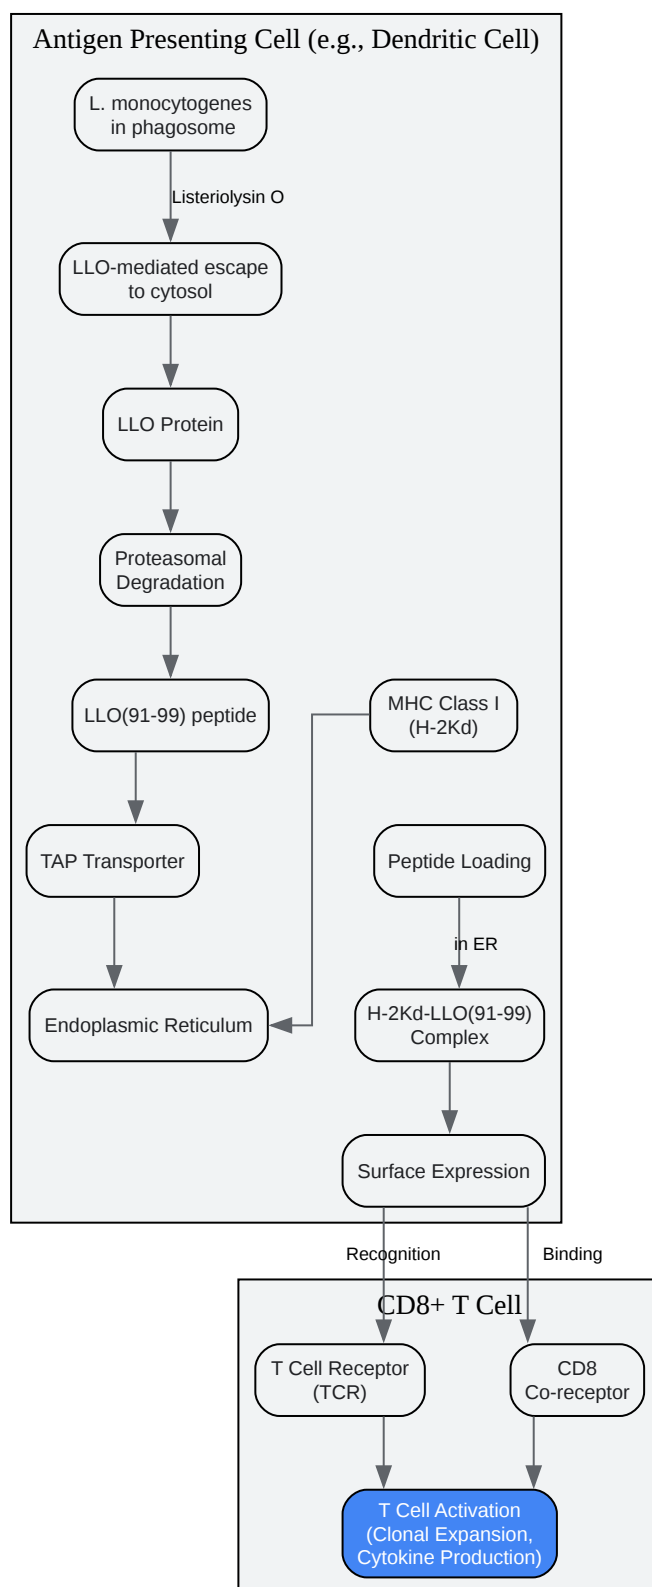 Antigen Presenting Cell (e.g., Dendritic Cell)
L. monocytogenes
in phagosome
Listeriolysin O
LLO-mediated escape
to cytosol
LLO Protein
Proteasomal
Degradation
LLO(91-99) peptide
MHC Class I
(H-2Kd)
TAP Transporter
Peptide Loading
in ER
Endoplasmic Reticulum
H-2Kd-LLO(91-99)
Complex
Surface Expression
Recognition
Binding
CD8+ T Cell
T Cell Receptor
(TCR)
CD8
Co-receptor
T Cell Activation
(Clonal Expansion,
Cytokine Production)